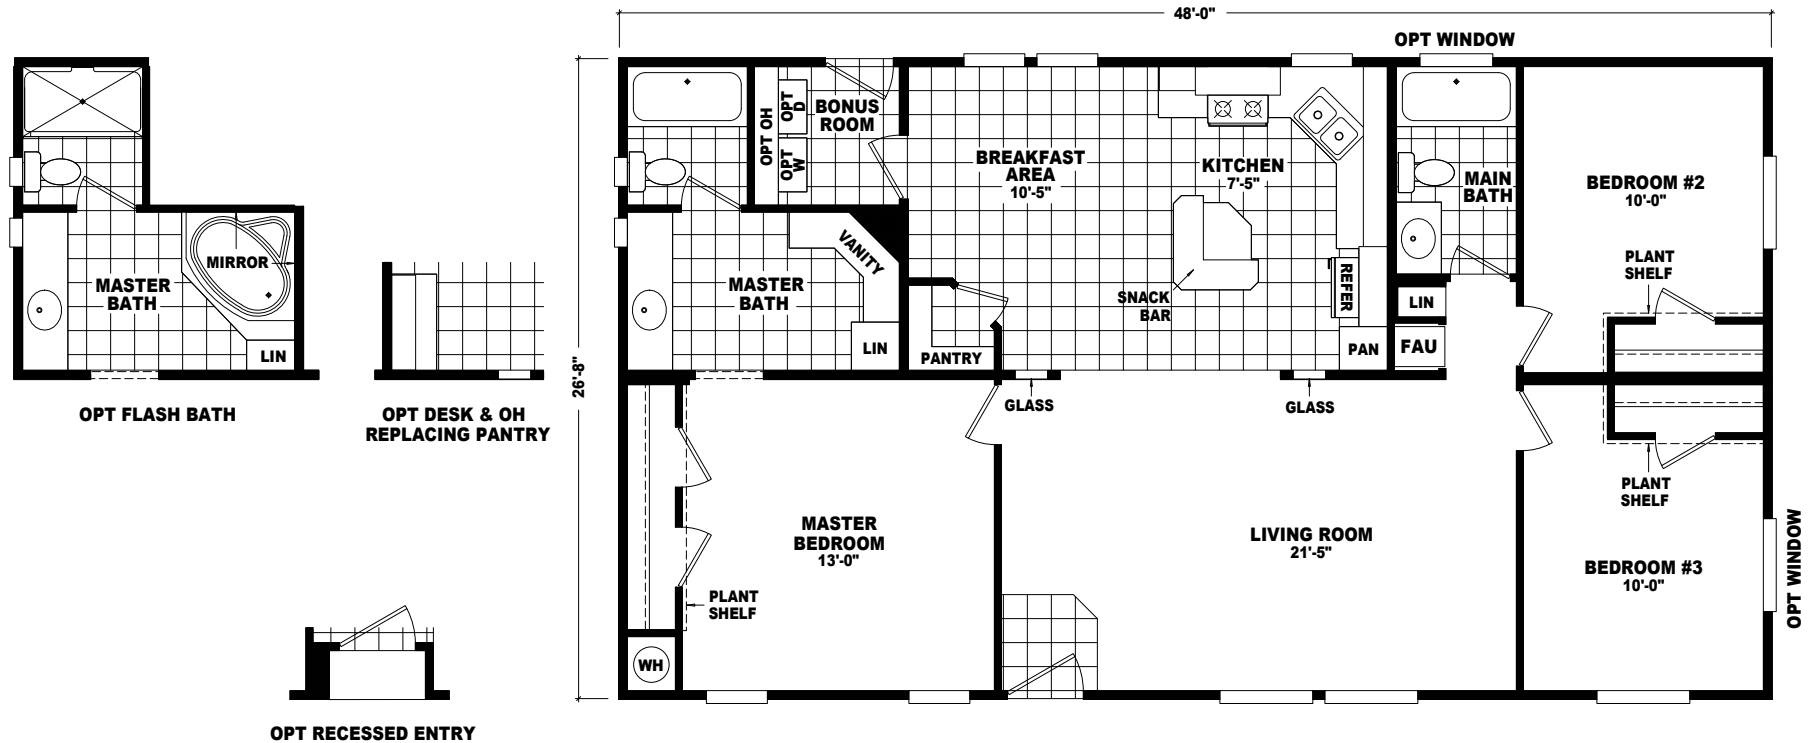 48'-0"
OPT WINDOW
OPT OH
OPT
D
OPT
W
BONUS
ROOM
BREAKFAST
AREA
10'-5"
KITCHEN
7'-5"
MAIN
BATH
BEDROOM #2
10'-0"
PLANT
SHELF
MIRROR
MASTER
BATH
LIN
VANITY
MASTER
BATH
LIN
SNACK
BAR
REFER
LIN
FAU
PAN
PANTRY
26'-8"
GLASS
GLASS
OPT FLASH BATH
OPT DESK & OH
REPLACING PANTRY
PLANT
SHELF
MASTER
BEDROOM
13'-0"
LIVING ROOM
21'-5"
BEDROOM #3
10'-0"
OPT WINDOW
PLANT
SHELF
WH
OPT RECESSED ENTRY